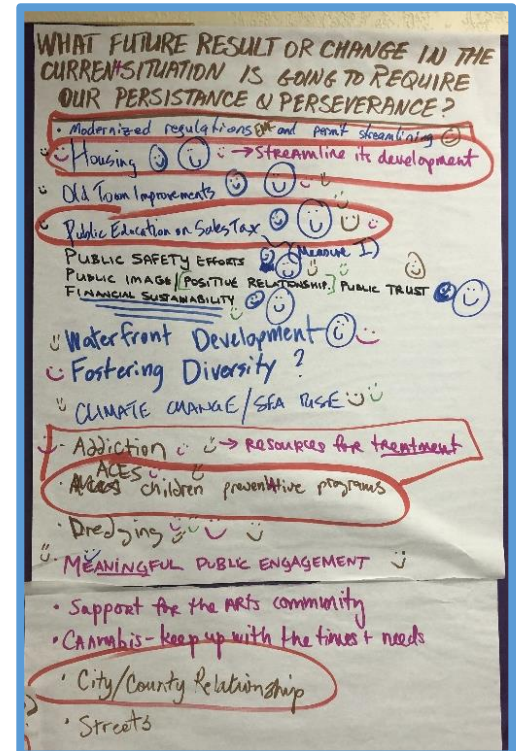 WHAT FUTURE RESULT OR CHANGE IN THE
CURRENT SITUATION IS GOING TO REQUIRE
OUR PERSISTANCE & PERSEVERANCE?
• Modernized regulations and permit streamlining
Housing → Streamline its development
Old Town Improvements
Public Education on Sales Tax
(Measure I)
PUBLIC SAFETY EFFORTS
PUBLIC IMAGE/[POSITIVE RELATIONSHIP] PUBLIC TRUST
FINANCIAL SUSTAINABILITY
Waterfront Development
Fostering Diversity ?
CLIMATE CHANGE/SEA RISE
Addiction → Resources for treatment
ACES
children preventive programs
• Dredging
• MEANINGFUL PUBLIC ENGAGEMENT
• Support for the ARTS community
• CANNABIS - keep up with the times + needs
• City/County Relationship
• Streets